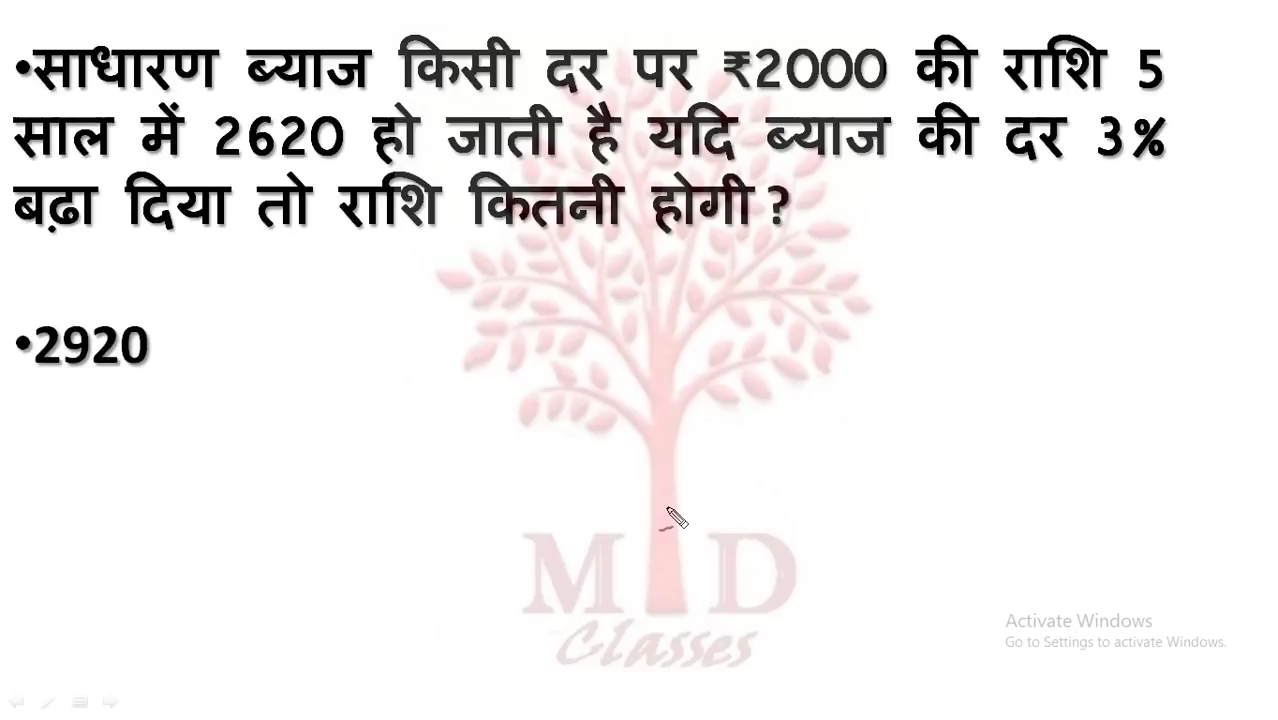 •साधारण ब्याज किसी दर पर ₹2000 की राशि 5
साल में 2620 हो जाती है यदि ब्याज की दर 3%
बढ़ा दिया तो राशि कितनी होगी ?
•2920
M D
Classes
Activate Windows
Go to Settings to activate Windows.